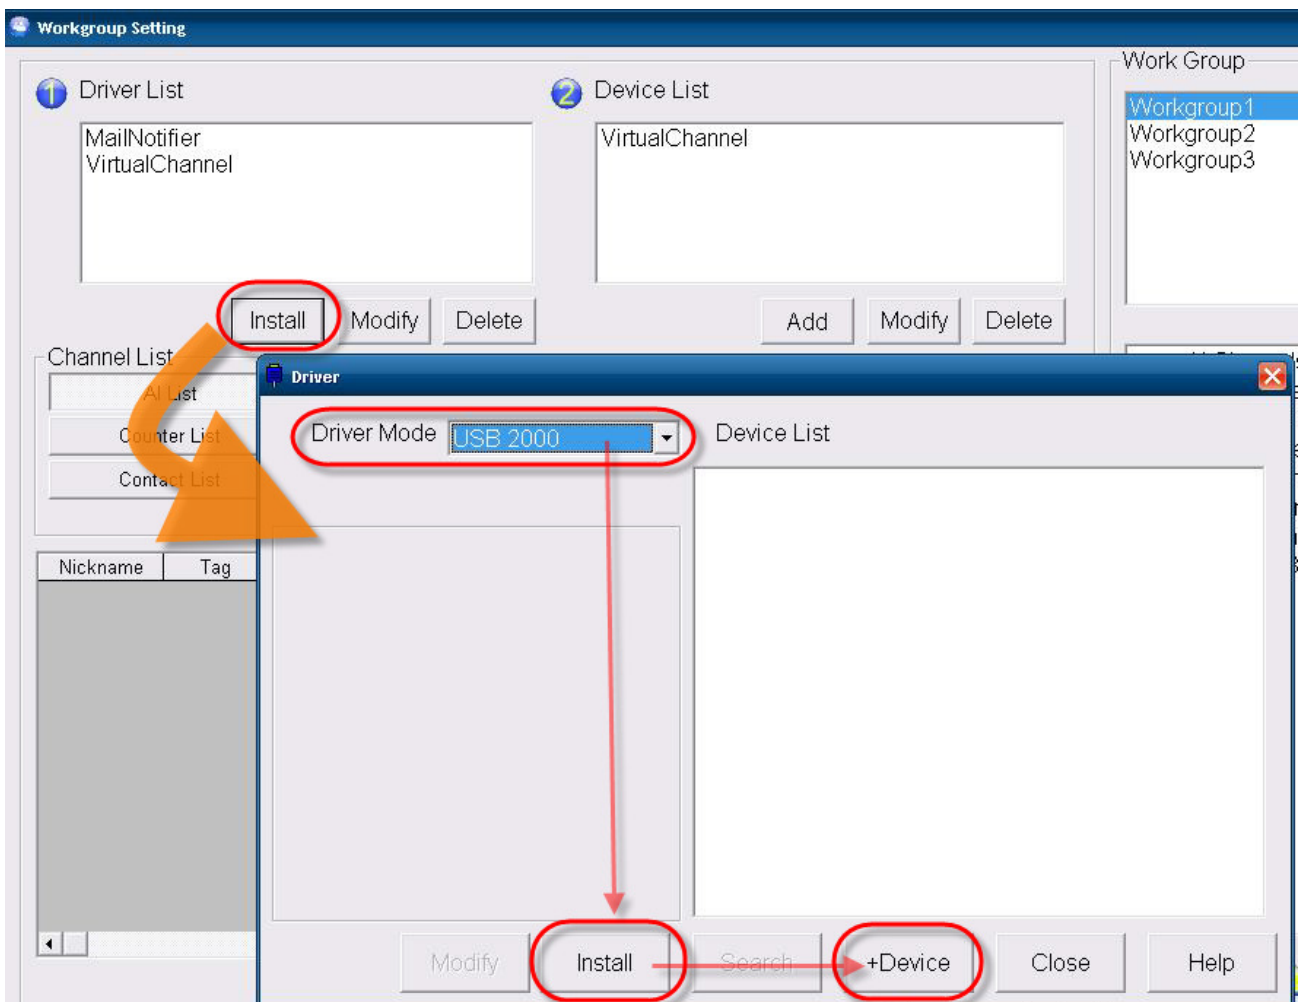 Workgroup Setting
1 Driver List
MailNotifier
VirtualChannel
Install Modify Delete
2 Device List
VirtualChannel
Add Modify Delete
Work Group
Workgroup1
Workgroup2
Workgroup3
Channel List
AI List
Counter List
Contact List
Nickname Tag
Driver
Driver Mode USB 2000
Device List
Modify Install Search +Device Close Help